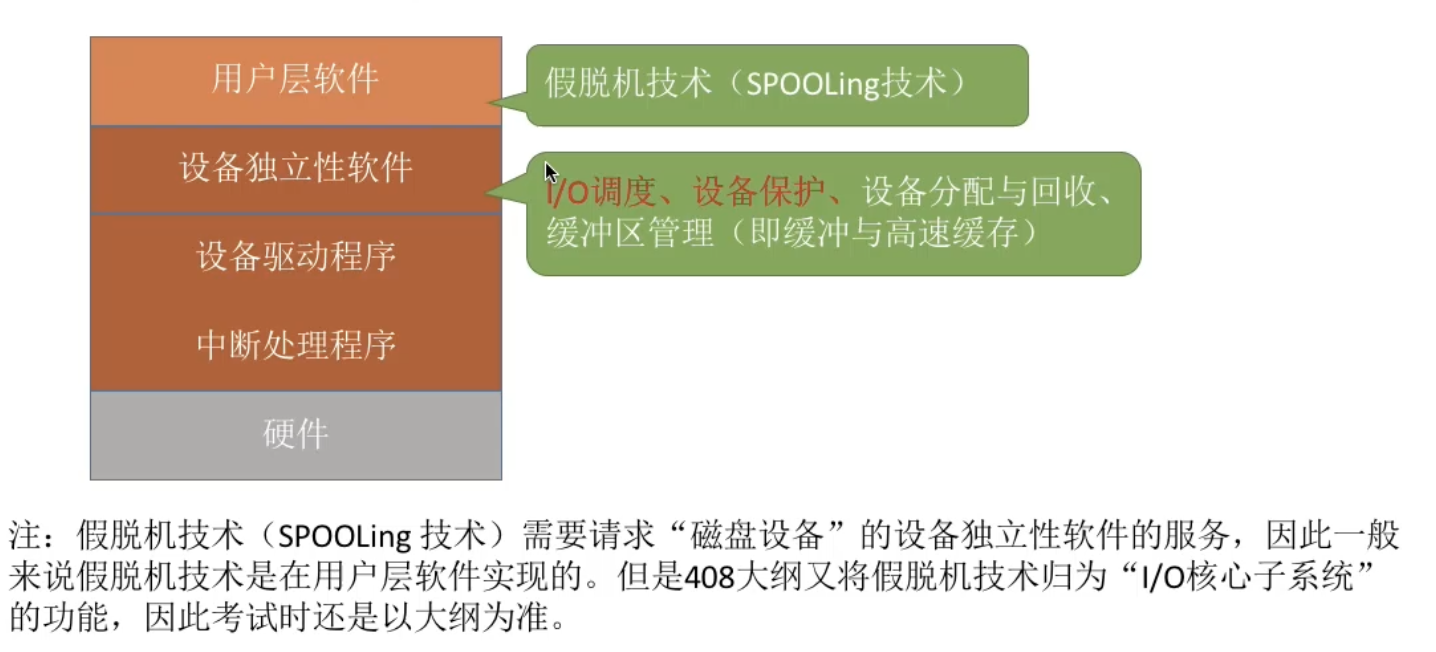 用户层软件
假脱机技术（SPOOLing技术）
设备独立性软件
I/O调度、设备保护、设备分配与回收、
缓冲区管理（即缓冲与高速缓存）
设备驱动程序
中断处理程序
硬件
注：假脱机技术（SPOOLing 技术）需要请求“磁盘设备”的设备独立性软件的服务，因此一般
来说假脱机技术是在用户层软件实现的。但是408大纲又将假脱机技术归为“I/O核心子系统”
的功能，因此考试时还是以大纲为准。